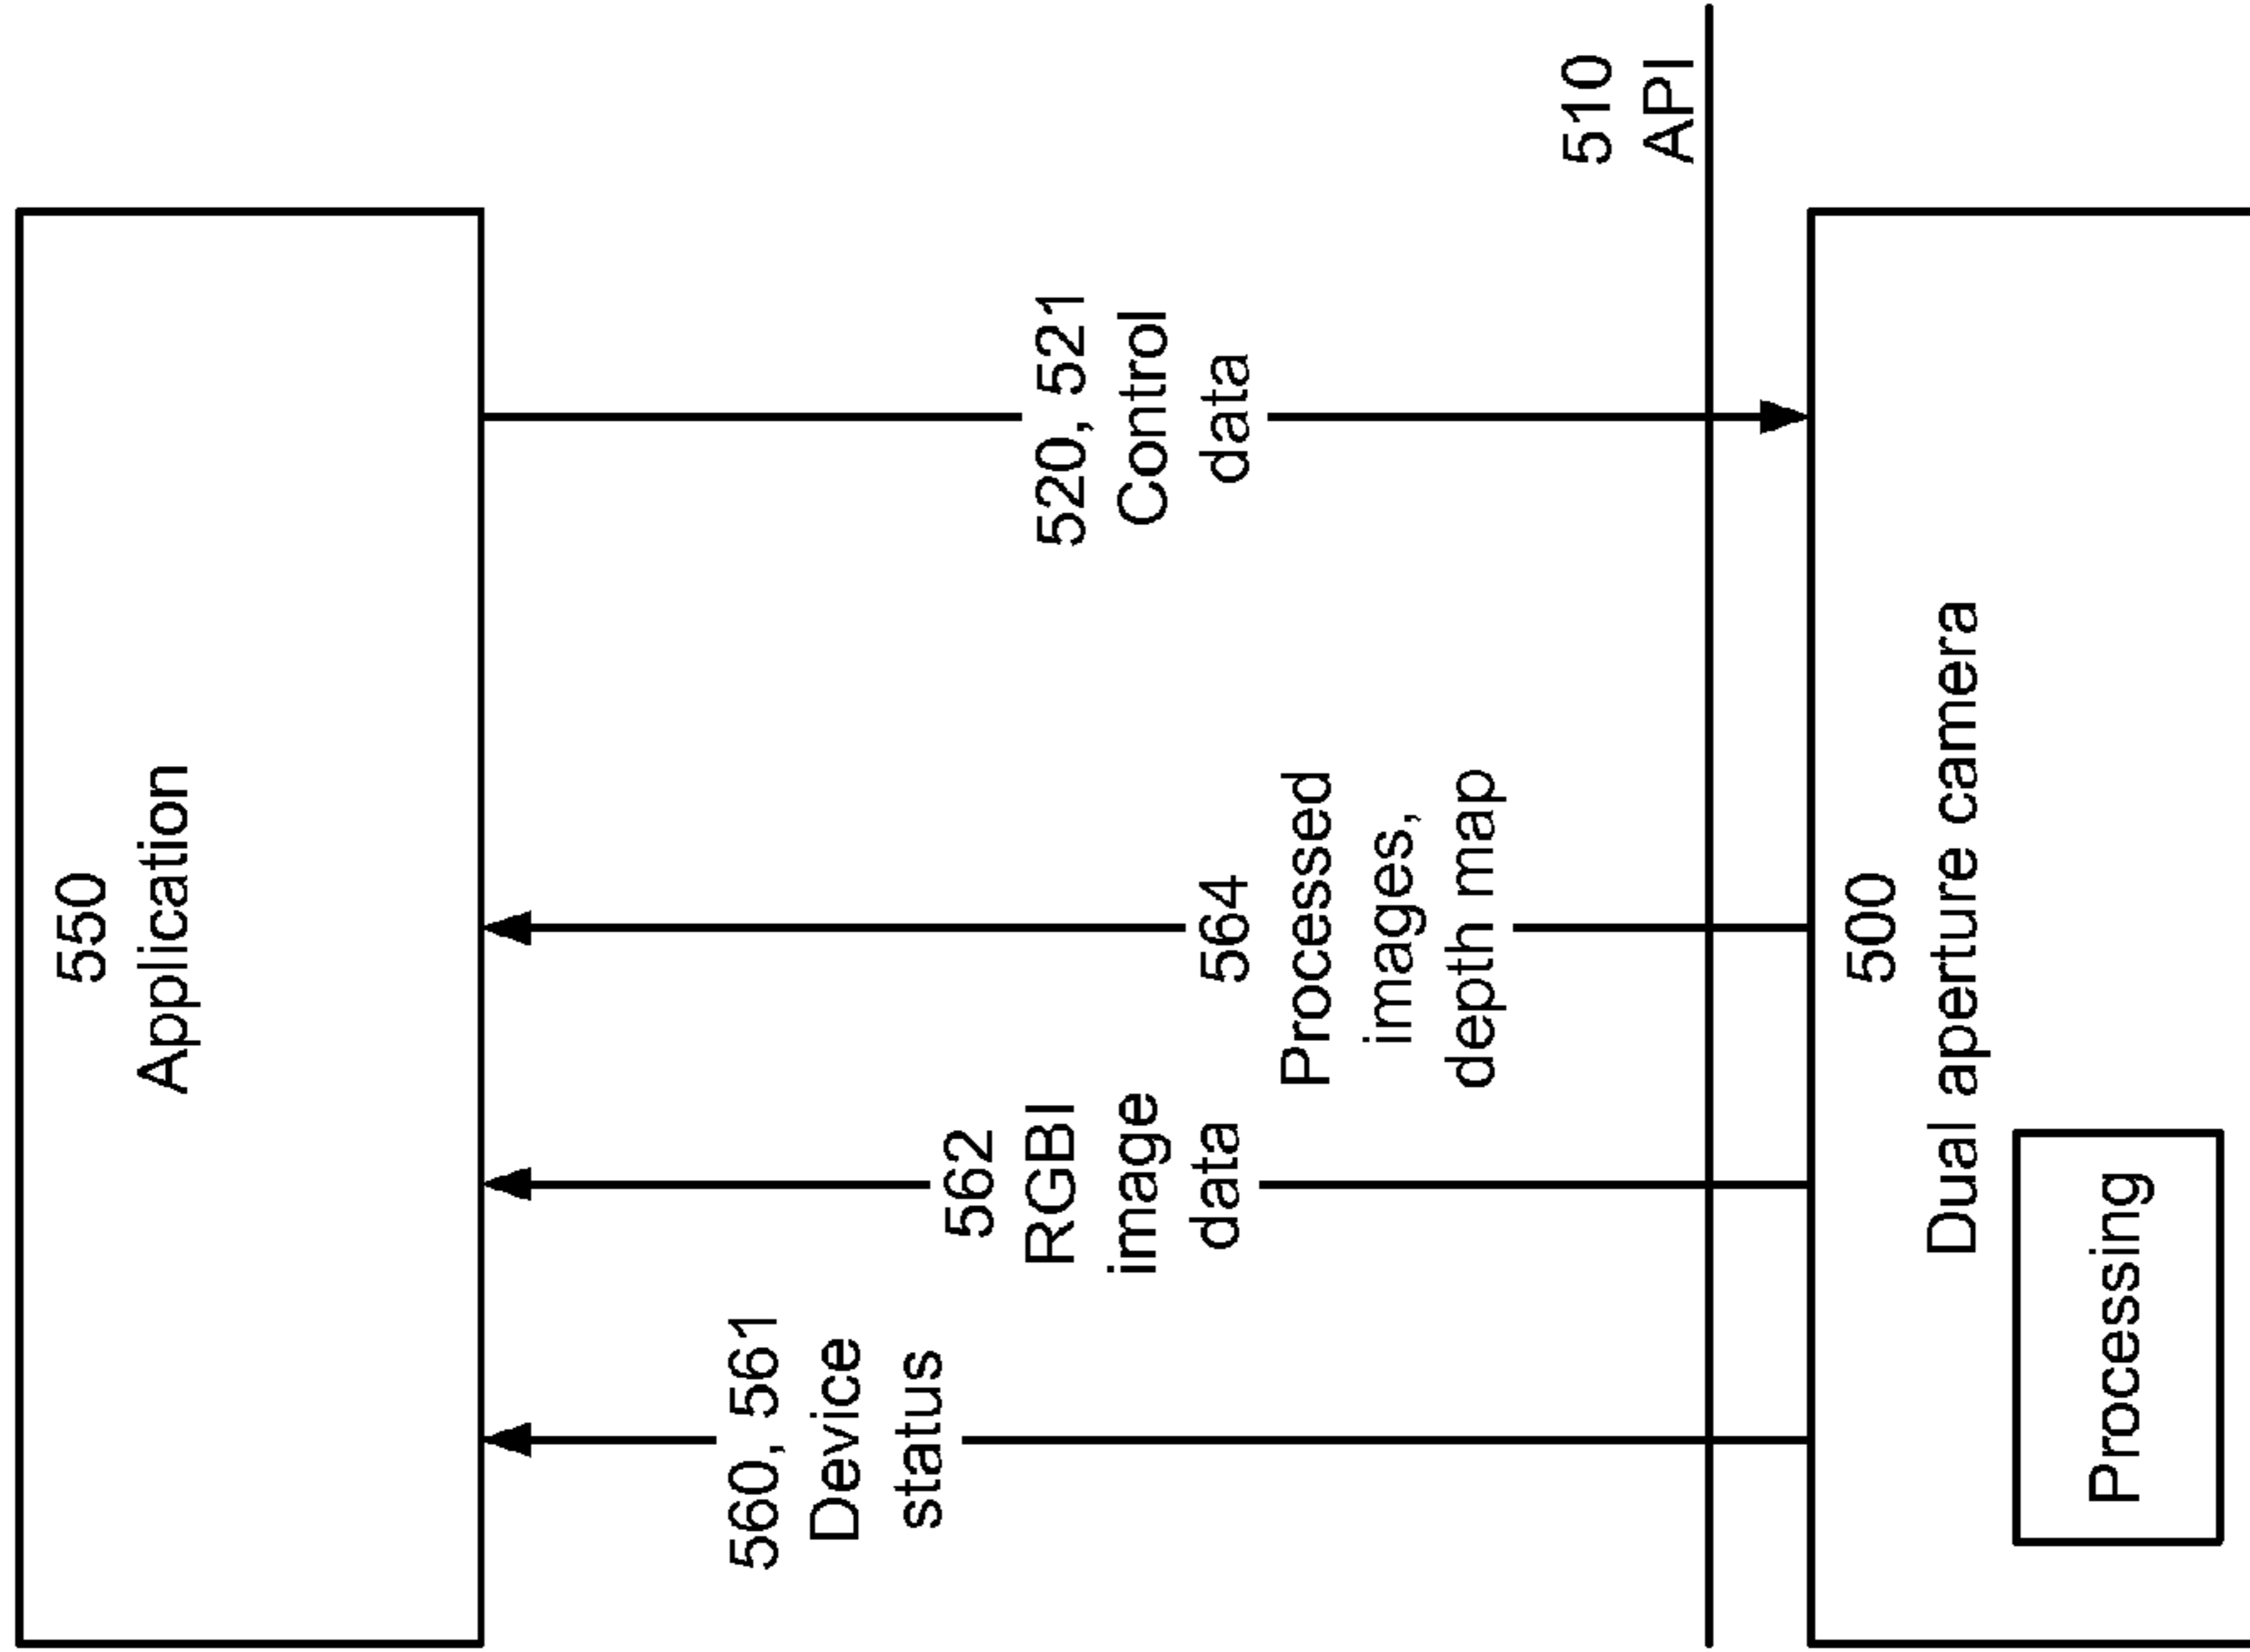 550
Application
560, 561
Device
status
562
RGBI
image
data
564
Processed
images,
depth map
520, 521
Control
data
510
API
500
Dual aperture camera
Processing